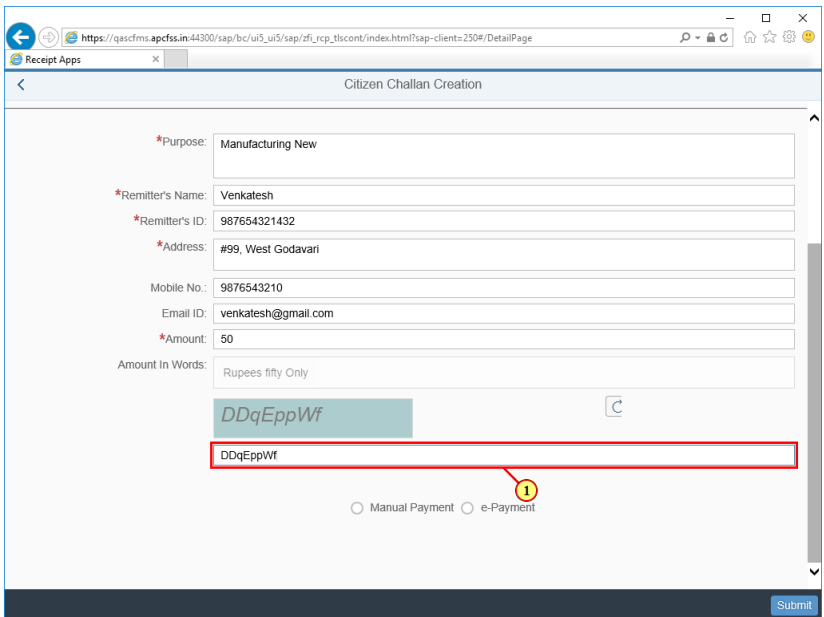 https://qascfms.apcfss.in:44300/sap/bc/ui5_ui5/sap/zfi_rcp_tlscont/index.html?sap-client=250#/DetailPage
Receipt Apps
Citizen Challan Creation
*Purpose: Manufacturing New
*Remitter's Name: Venkatesh
*Remitter's ID: 987654321432
*Address: #99, West Godavari
Mobile No.: 9876543210
Email ID: venkatesh@gmail.com
*Amount: 50
Amount In Words: Rupees fifty Only
DDqEppWf
DDqEppWf
1
Manual Payment e-Payment
Submit